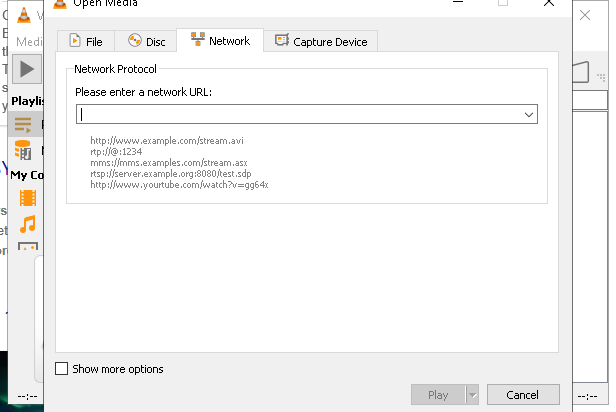 Open Media
Medi
File
Disc
Network
Capture Device
Network Protocol
Please enter a network URL:
http://www.example.com/stream.avi
rtp://@:1234
mms://mms.examples.com/stream.asx
rtsp://server.example.org:8080/test.sdp
http://www.yourtube.com/watch?v=gg64x
Playlis
My Co
Show more options
Play
Cancel
--:--
--:--